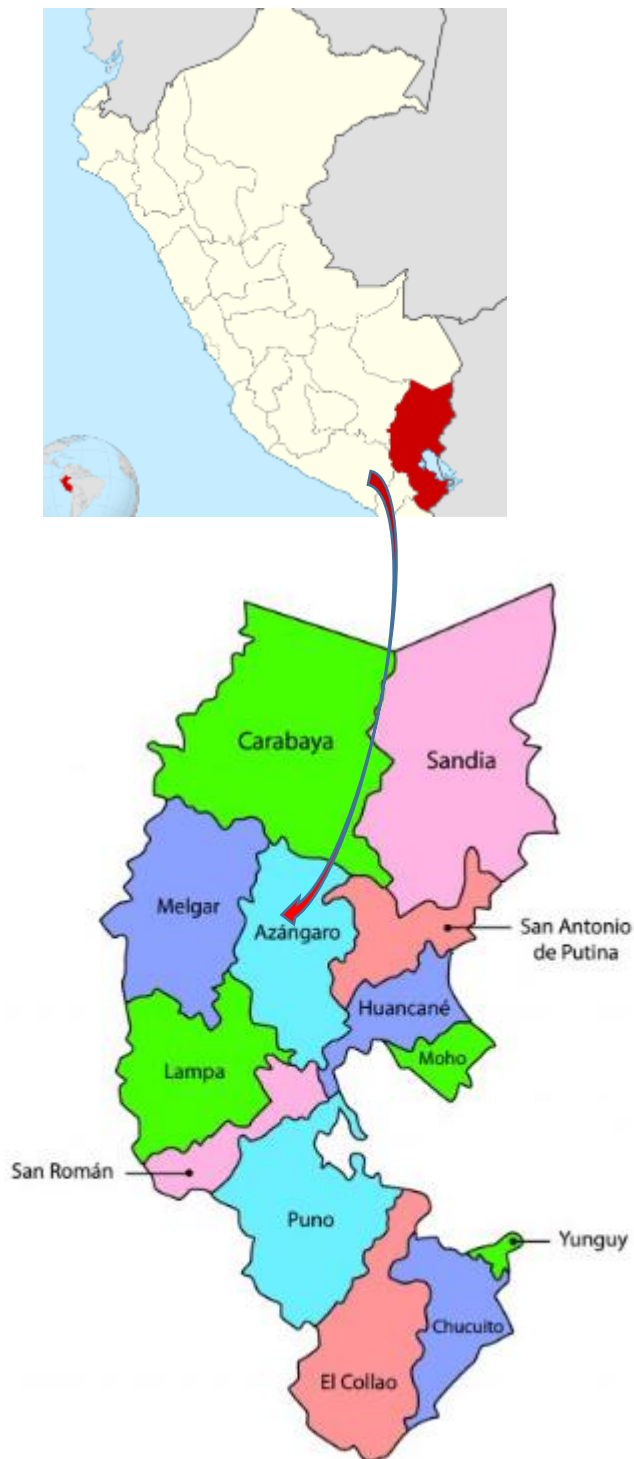 Carabaya
Sandia
Melgar
Azángaro
San Antonio
de Putina
Huancané
Moho
Lampa
San Román
Puno
Yunguy
Chucuito
El Collao